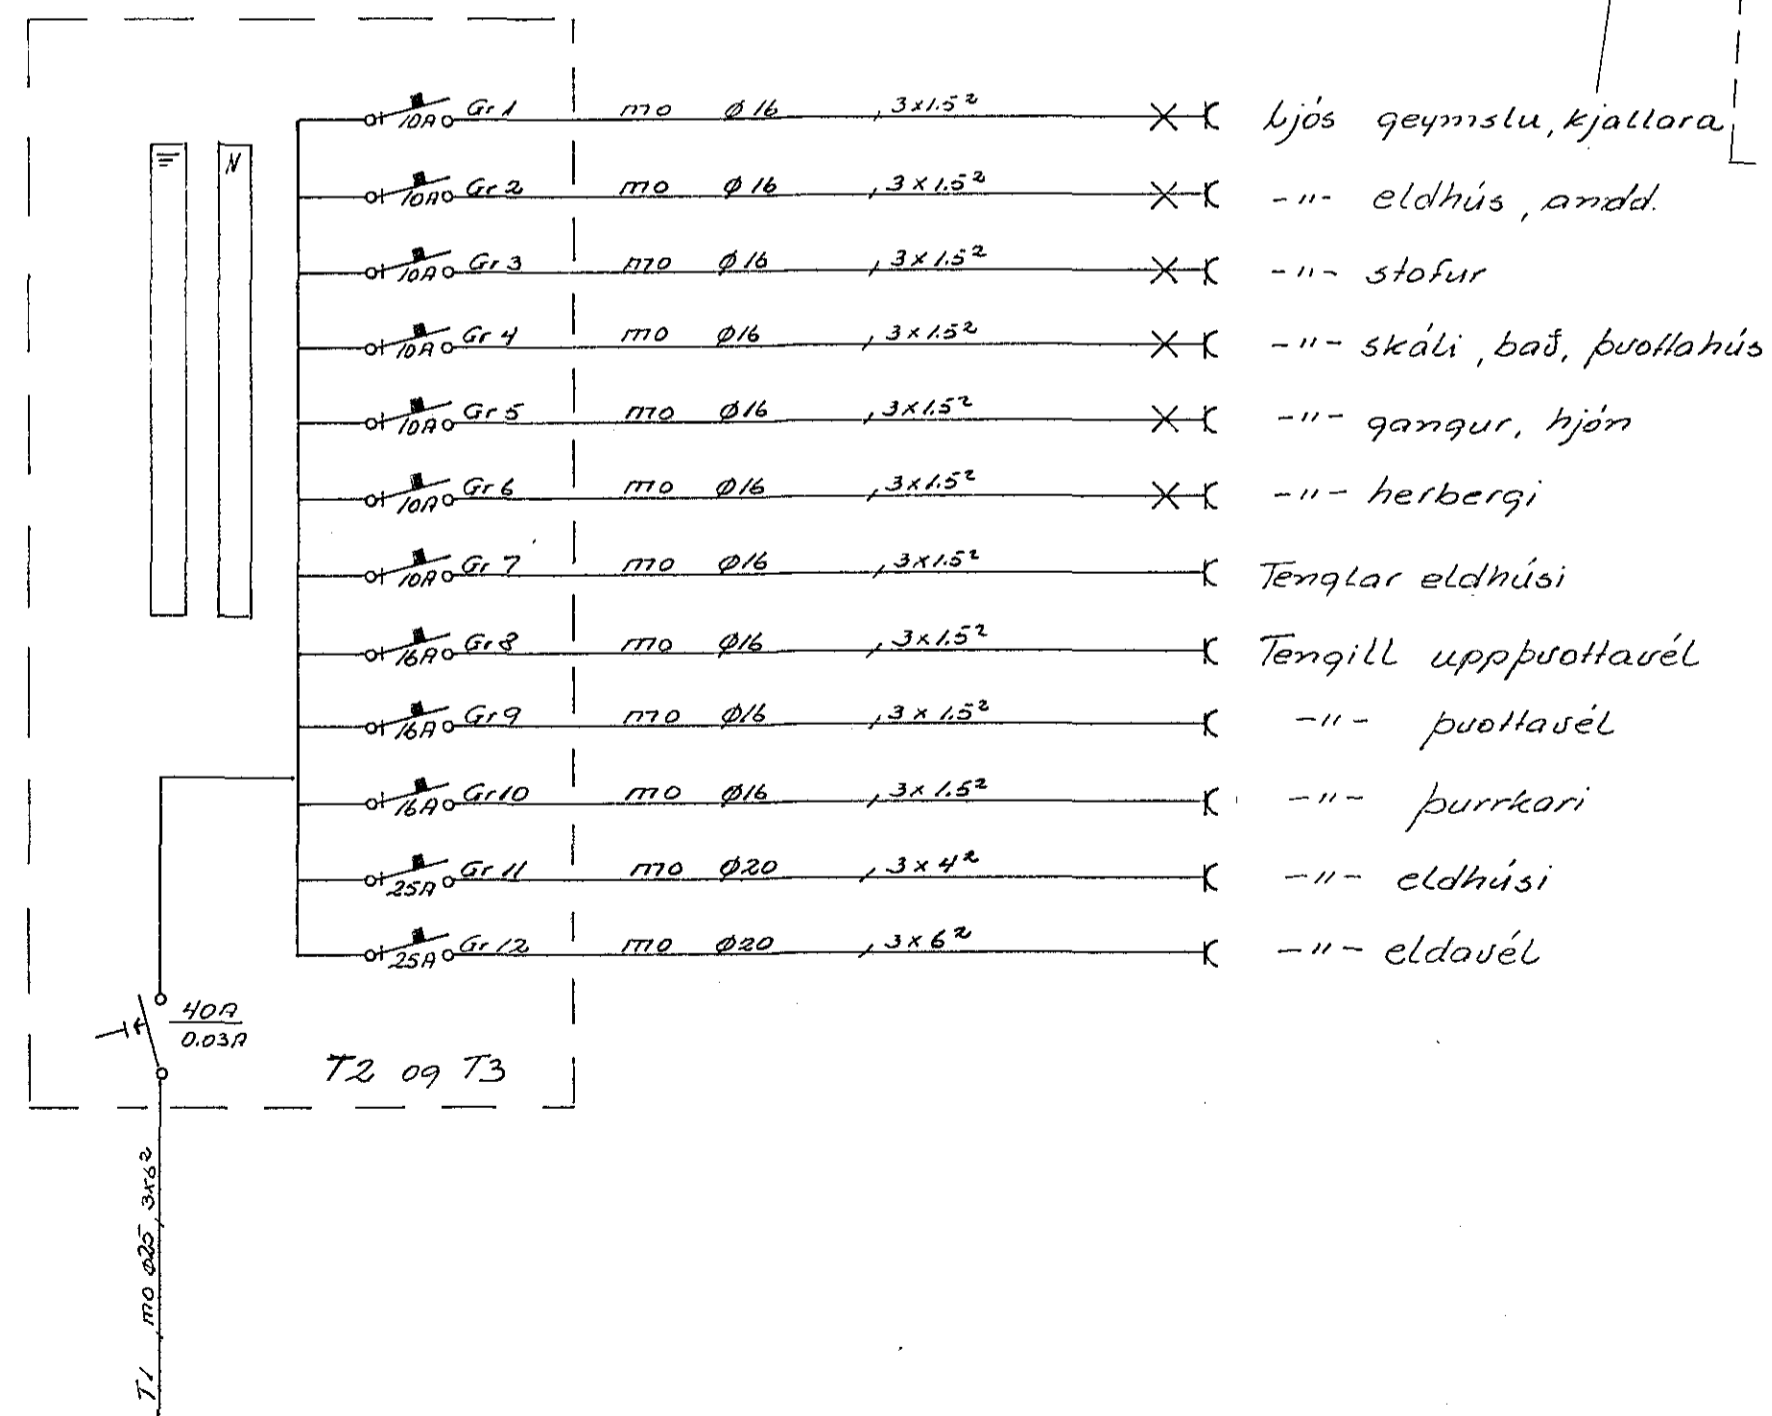 Gr 1 10A mo Ø16 , 3x1.5² Ljós geymslu, kjallara
N
Gr 2 10A mo Ø16 , 3x1.5² -"- eldhús, andd.
Gr 3 10A mo Ø16 , 3x1.5² -"- stofur
Gr 4 10A mo Ø16 , 3x1.5² -"- skáli, bað, þvottahús
Gr 5 10A mo Ø16 , 3x1.5² -"- gangur, hjón
Gr 6 10A mo Ø16 , 3x1.5² -"- herbergi
Gr 7 10A mo Ø16 , 3x1.5² Tenglar eldhúsi
Gr 8 16A mo Ø16 , 3x1.5² Tengill uppþvottavél
Gr 9 16A mo Ø16 , 3x1.5² -"- þvottavél
Gr 10 16A mo Ø16 , 3x1.5² -"- þurrkari
Gr 11 25A mo Ø20 , 3x4² -"- eldhúsi
Gr 12 25A mo Ø20 , 3x6² -"- eldavél
40A
0.03A
T2 og T3
T1 , mo Ø25, 3x6²